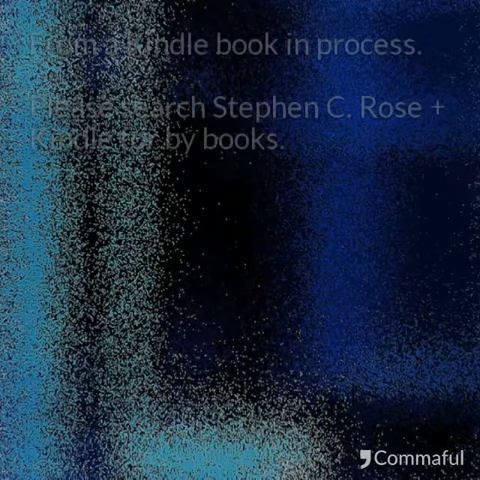 From a Kindle book in process.
Please search Stephen C. Rose +
Kindle for by books.
Commaful